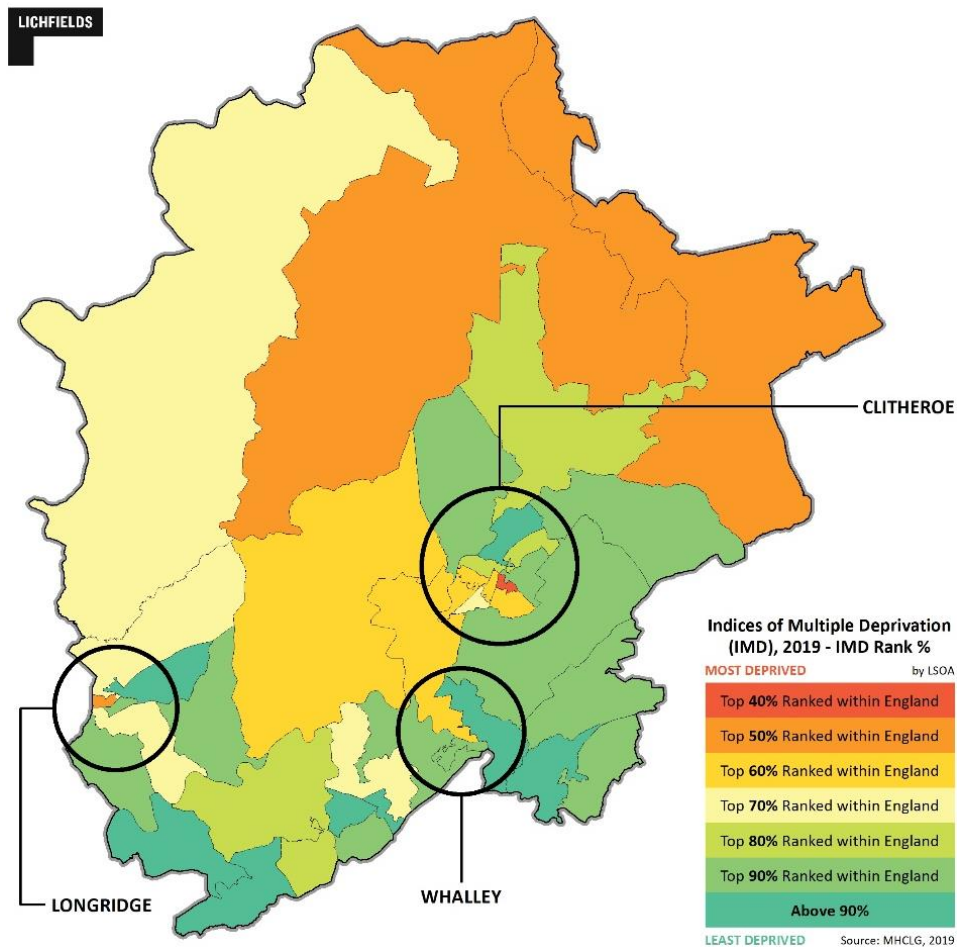 LICHFIELDS
CLITHEROE
Indices of Multiple Deprivation
(IMD), 2019 - IMD Rank %
MOST DEPRIVED by LSOA
Top 40% Ranked within England
Top 50% Ranked within England
Top 60% Ranked within England
Top 70% Ranked within England
Top 80% Ranked within England
Top 90% Ranked within England
Above 90%
LEAST DEPRIVED Source: MHCLG, 2019
WHALLEY
LONGRIDGE